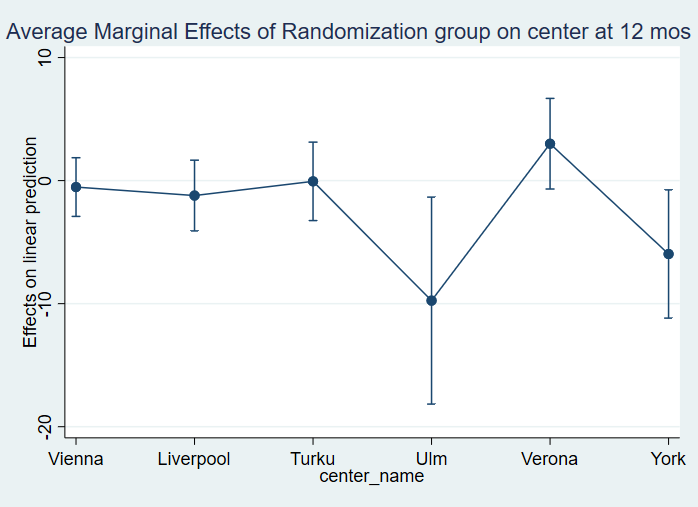 Average Marginal Effects of Randomization group on center at 12 mos
Effects on linear prediction
10
0
-10
-20
Vienna Liverpool Turku Ulm Verona York
center_name